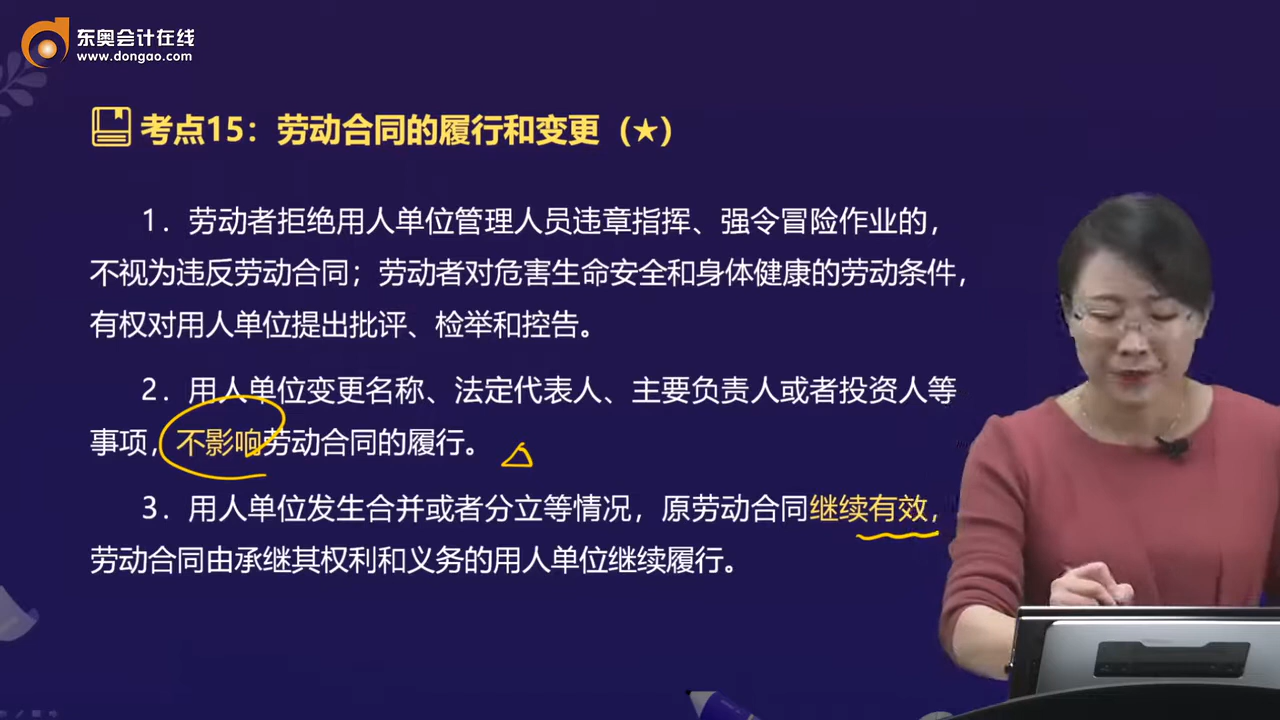 东奥会计在线
www.dongao.com
考点15：劳动合同的履行和变更（★）
1．劳动者拒绝用人单位管理人员违章指挥、强令冒险作业的，
不视为违反劳动合同；劳动者对危害生命安全和身体健康的劳动条件，
有权对用人单位提出批评、检举和控告。
2．用人单位变更名称、法定代表人、主要负责人或者投资人等
事项，不影响劳动合同的履行。
3．用人单位发生合并或者分立等情况，原劳动合同继续有效，
劳动合同由承继其权利和义务的用人单位继续履行。